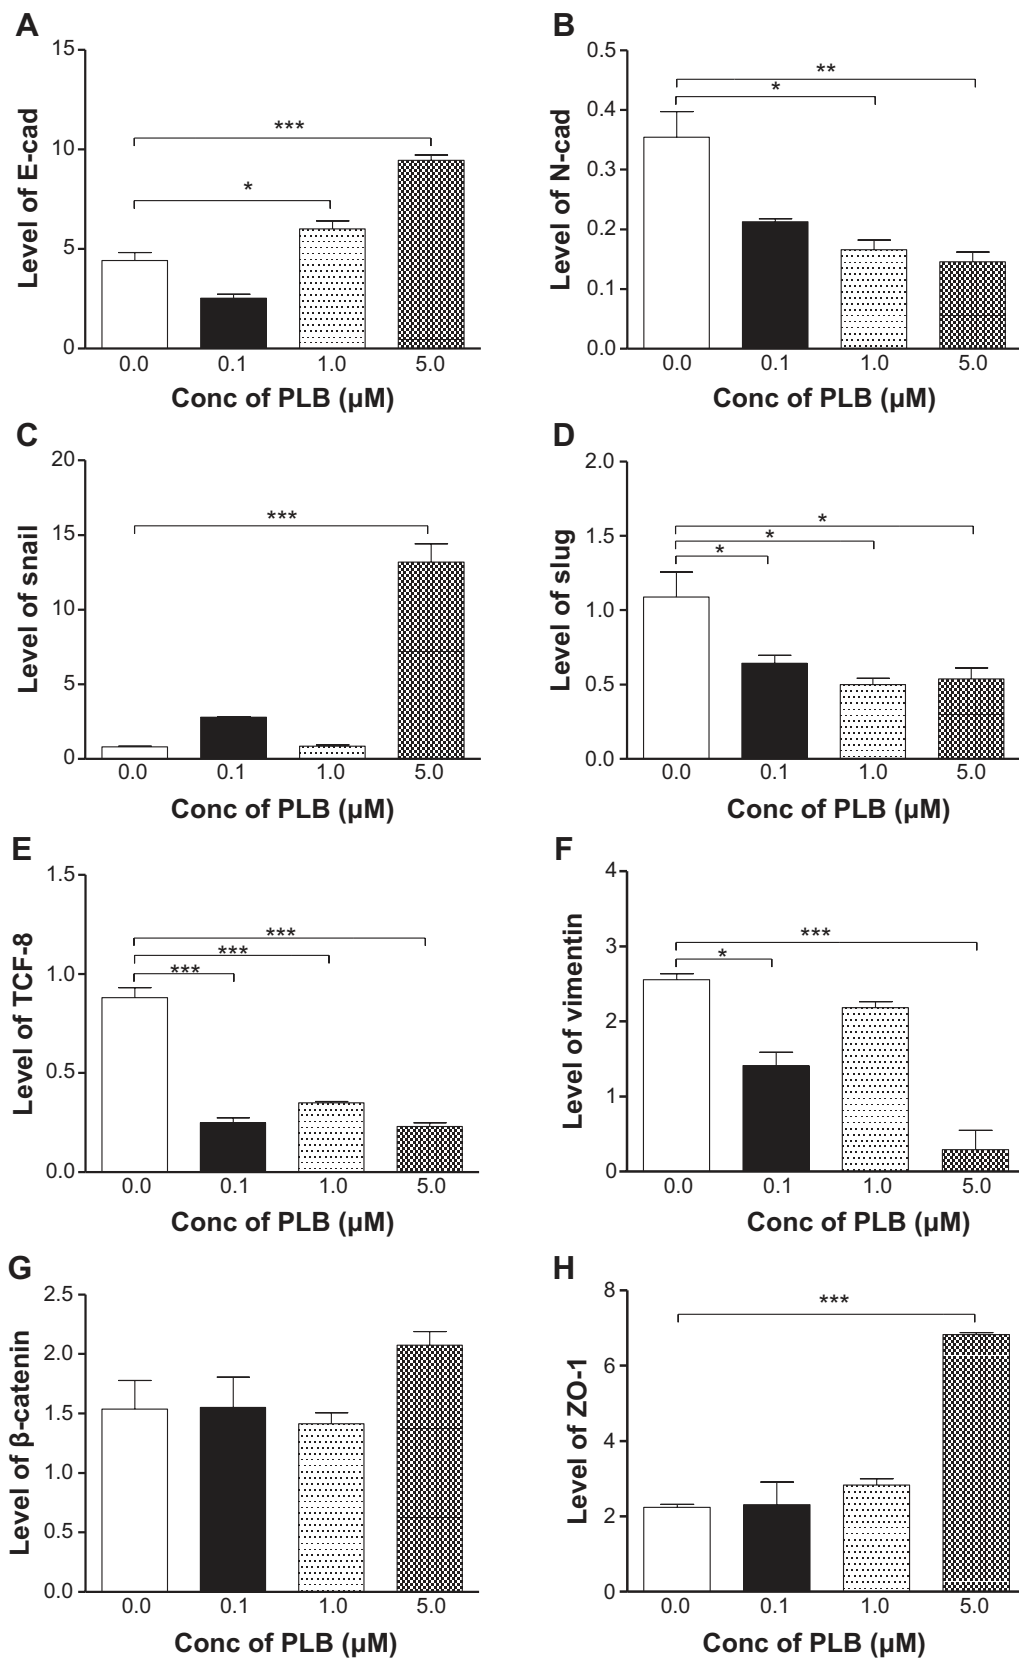 A
Level of E-cad
15
10
5
0
***
*
0.0 0.1 1.0 5.0
Conc of PLB (µM)
B
Level of N-cad
0.5
0.4
0.3
0.2
0.1
0.0
**
*
0.0 0.1 1.0 5.0
Conc of PLB (µM)
C
Level of snail
20
15
10
5
0
***
0.0 0.1 1.0 5.0
Conc of PLB (µM)
D
Level of slug
2.0
1.5
1.0
0.5
0.0
*
*
*
0.0 0.1 1.0 5.0
Conc of PLB (µM)
E
Level of TCF-8
1.5
1.0
0.5
0.0
***
***
***
0.0 0.1 1.0 5.0
Conc of PLB (µM)
F
Level of vimentin
4
3
2
1
0
***
*
0.0 0.1 1.0 5.0
Conc of PLB (µM)
G
Level of β-catenin
2.5
2.0
1.5
1.0
0.5
0.0
0.0 0.1 1.0 5.0
Conc of PLB (µM)
H
Level of ZO-1
8
6
4
2
0
***
0.0 0.1 1.0 5.0
Conc of PLB (µM)